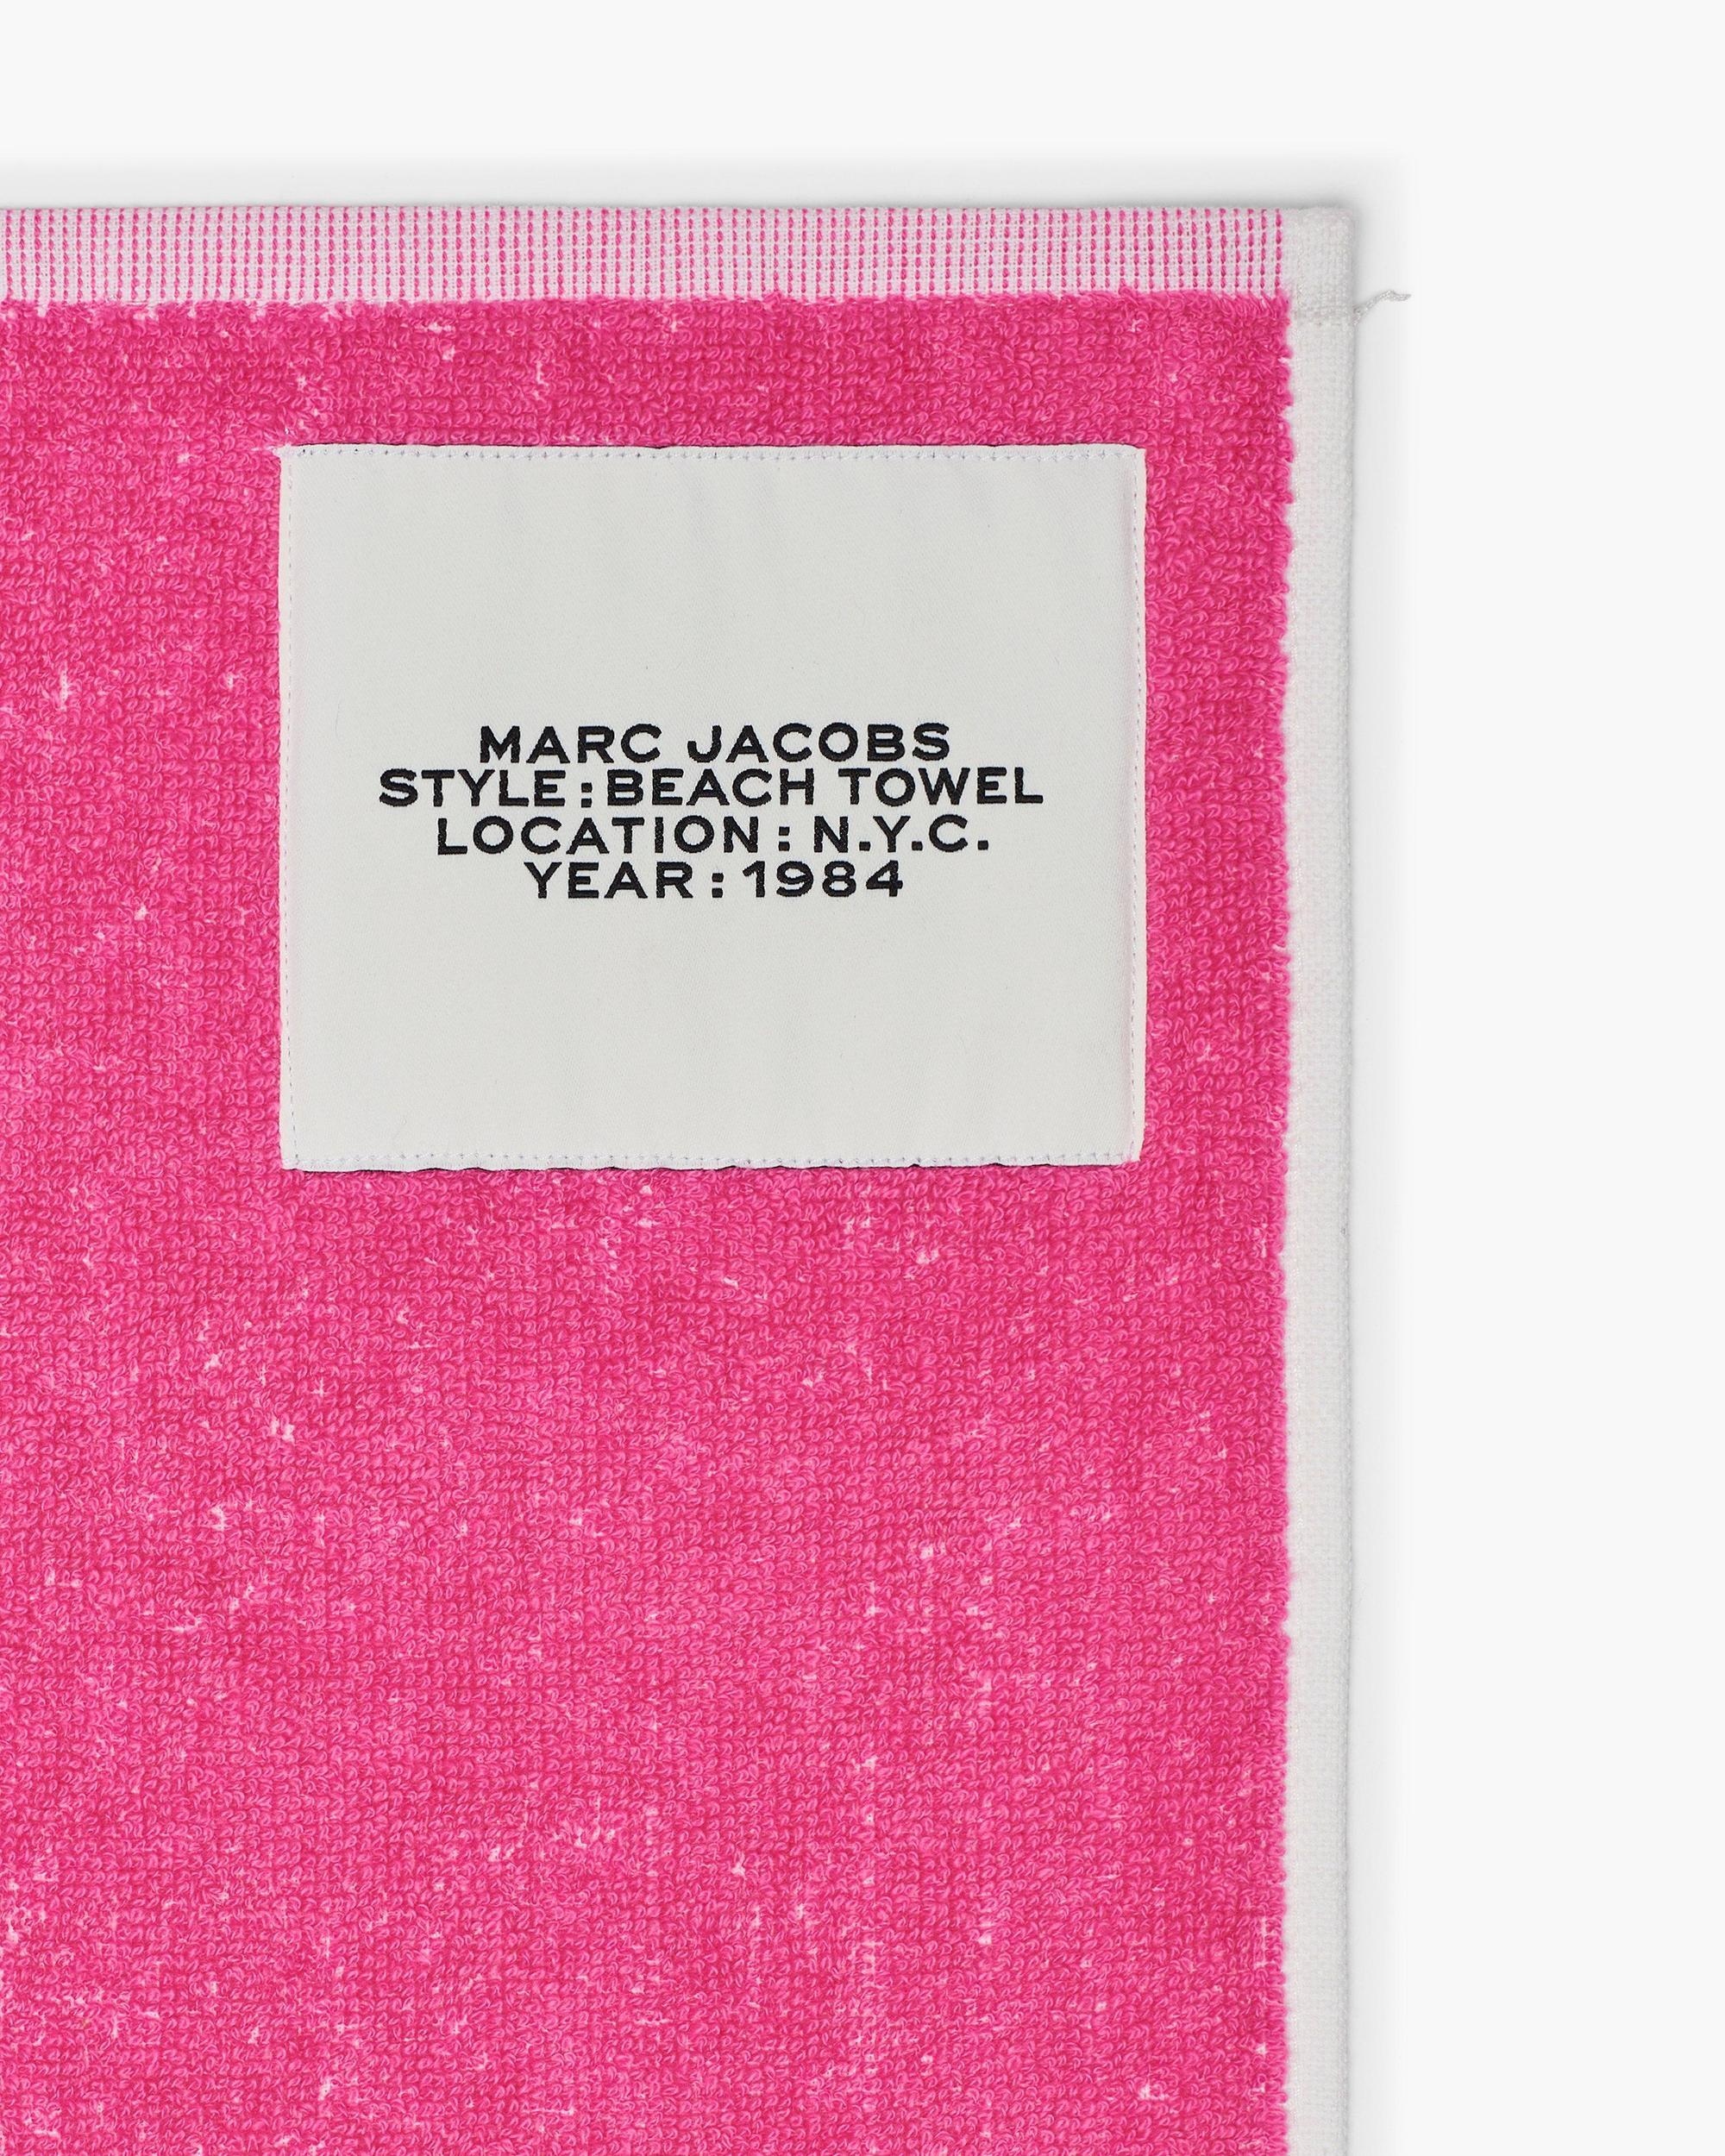 MARC JACOBS
STYLE:BEACH TOWEL
LOCATION: N.Y.C.
YEAR:1984